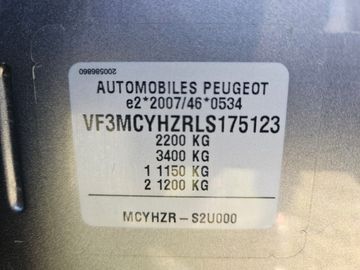 200586860
AUTOMOBILES PEUGEOT
e2*2007/46*0534
VF3MCYHZRLS175123
2200 KG
3400 KG
1 1150 KG
2 1200 KG
MCYHZR - S2U000